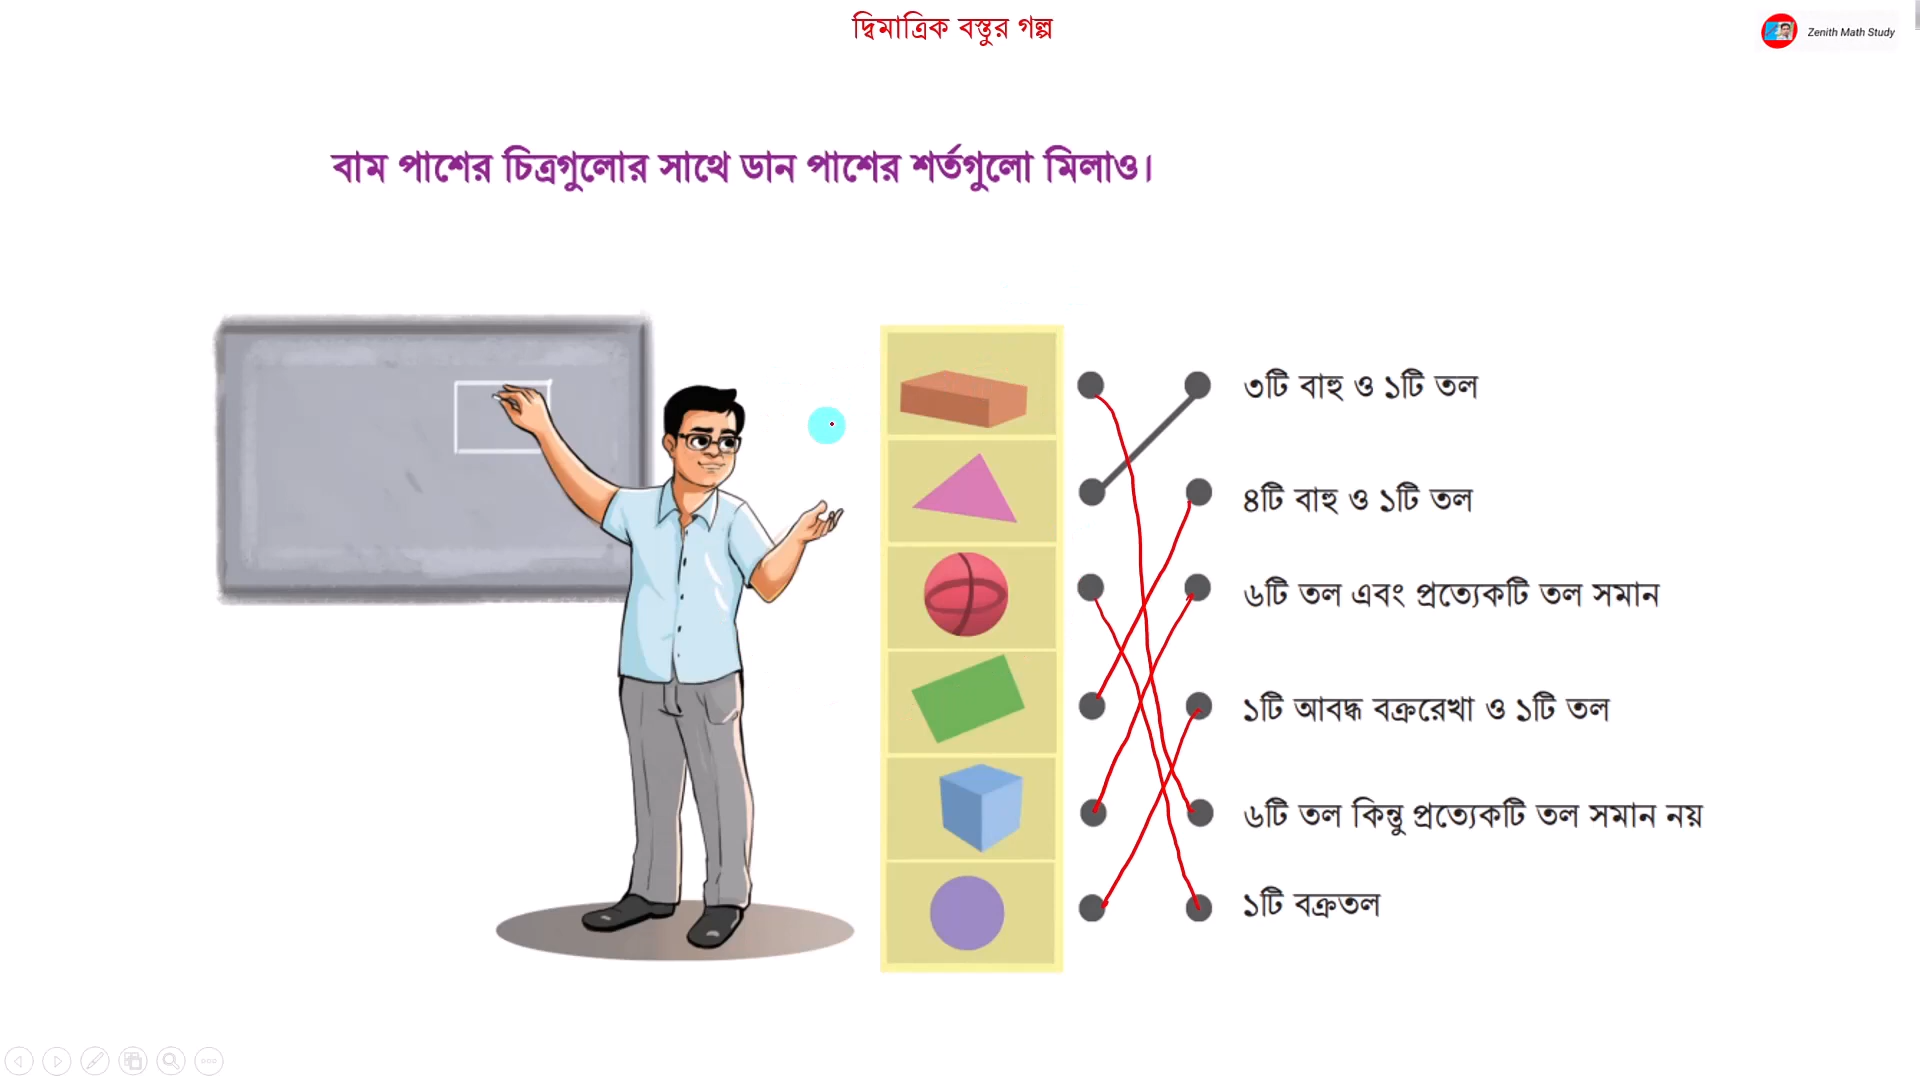 দ্বিমাত্রিক বস্তুর গল্প
Zenith Math Study
বাম পাশের চিত্রগুলোর সাথে ডান পাশের শর্তগুলো মিলাও।
৩টি বাহু ও ১টি তল
৪টি বাহু ও ১টি তল
৬টি তল এবং প্রত্যেকটি তল সমান
১টি আবদ্ধ বক্ররেখা ও ১টি তল
৬টি তল কিন্তু প্রত্যেকটি তল সমান নয়
১টি বক্রতল